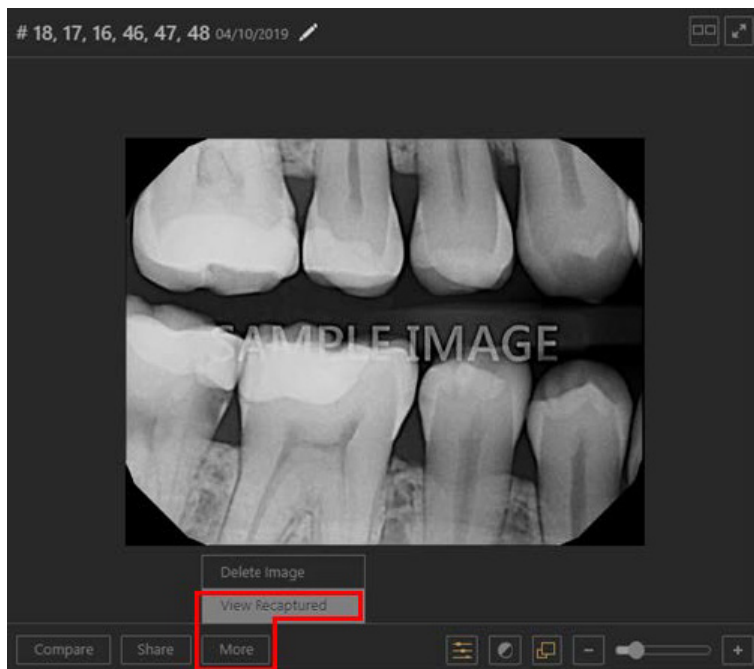 # 18, 17, 16, 46, 47, 48 04/10/2019
SAMPLE IMAGE
Delete Image
View Recaptured
Compare Share More - +